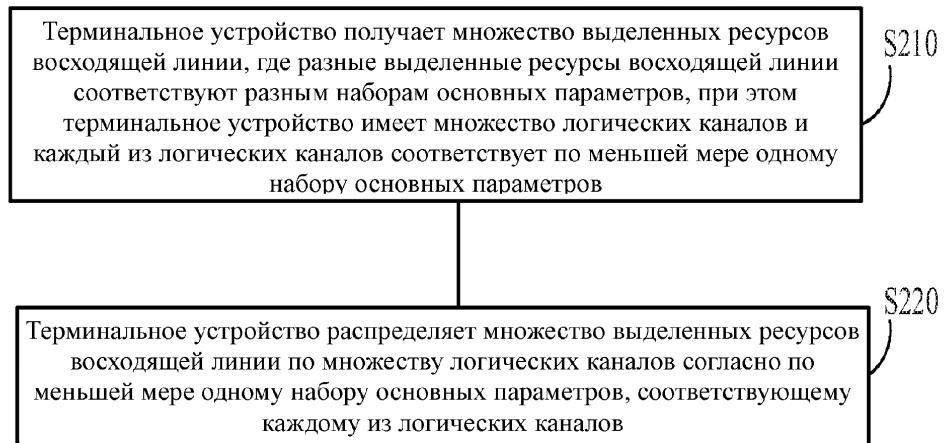 Терминальное устройство получает множество выделенных ресурсов
восходящей линии, где разные выделенные ресурсы восходящей линии
соответствуют разным наборам основных параметров, при этом
терминальное устройство имеет множество логических каналов и
каждый из логических каналов соответствует по меньшей мере одному
набору основных параметров
S210
Терминальное устройство распределяет множество выделенных ресурсов
восходящей линии по множеству логических каналов согласно по
меньшей мере одному набору основных параметров, соответствующему
каждому из логических каналов
S220